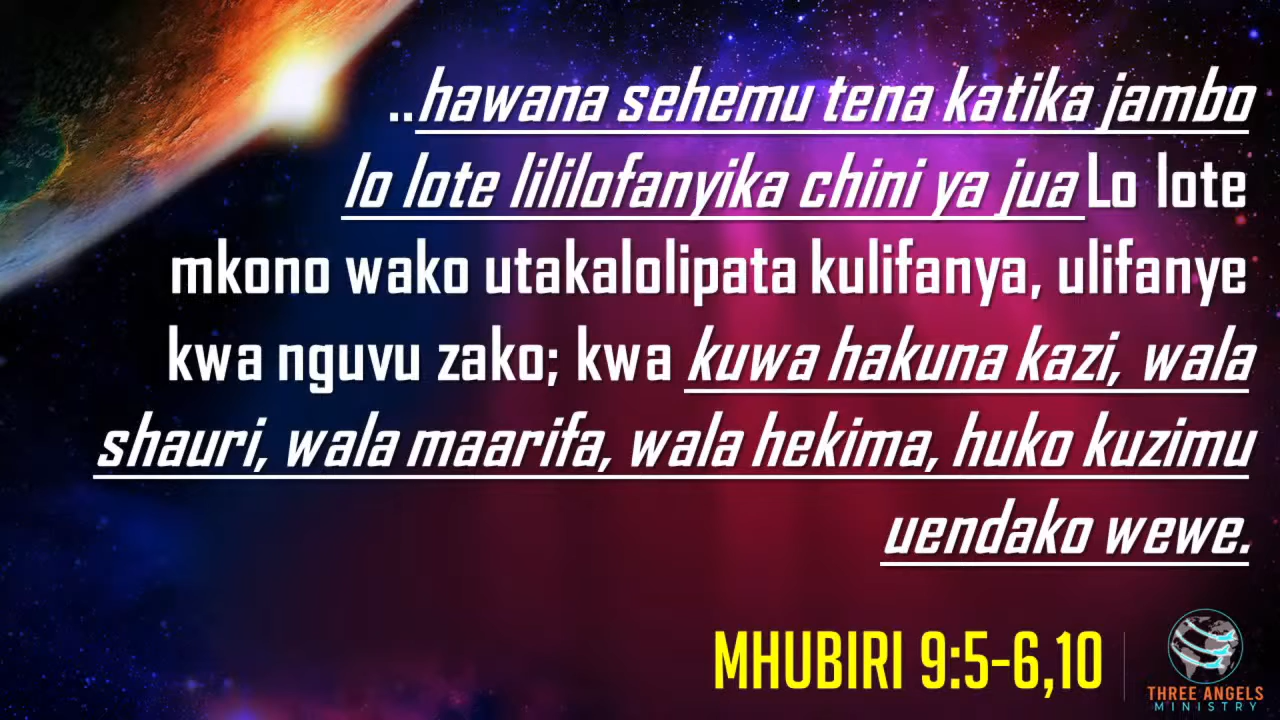 ..hawana sehemu tena katika jambo
lo lote lililofanyika chini ya jua Lo lote
mkono wako utakalolipata kulifanya, ulifanye
kwa nguvu zako; kwa kuwa hakuna kazi, wala
shauri, wala maarifa, wala hekima, huko kuzimu
uendako wewe.
MHUBIRI 9:5-6,10
THREE ANGELS
MINISTRY